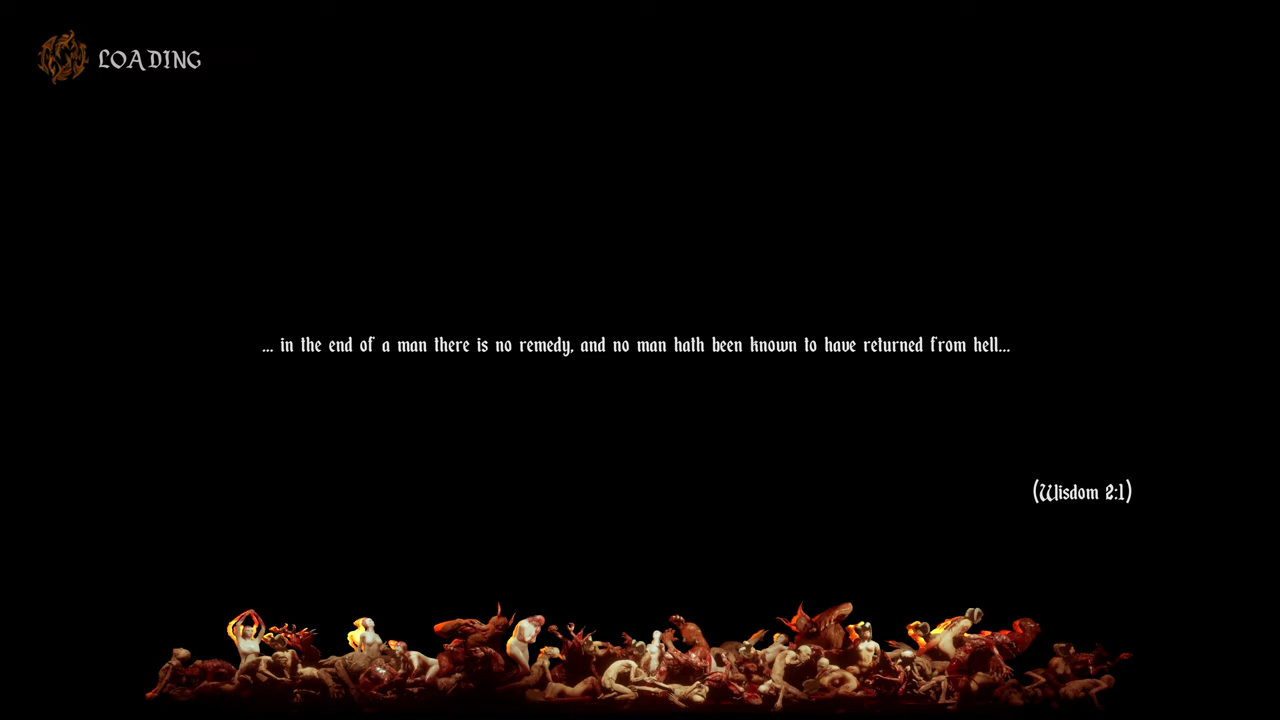 LOADING
... in the end of a man there is no remedy, and no man hath been known to have returned from hell...
(Wisdom 2:1)